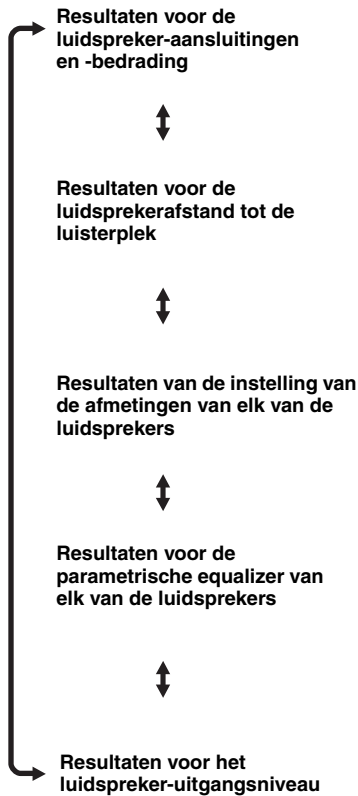 Resultaten voor de
luidspreker-aansluitingen
en -bedrading
Resultaten voor de
luidsprekerafstand tot de
luisterplek
Resultaten van de instelling van
de afmetingen van elk van de
luidsprekers
Resultaten voor de
parametrische equalizer van
elk van de luidsprekers
Resultaten voor het
luidspreker-uitgangsniveau